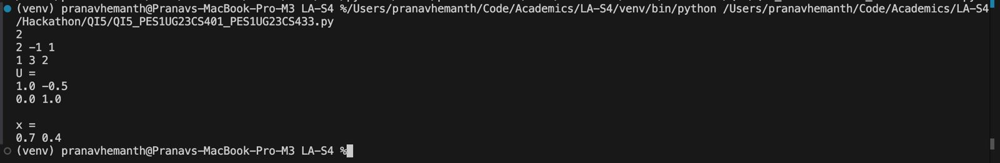 (venv) pranavhemanth@Pranavs-MacBook-Pro-M3 LA-S4 %/Users/pranavhemanth/Code/Academics/LA-S4/venv/bin/python /Users/pranavhemanth/Code/Academics/LA-S4
/Hackathon/QI5/QI5_PES1UG23CS401_PES1UG23CS433.py
2
2 -1 1
1 3 2
U =
1.0 -0.5
0.0 1.0
x =
0.7 0.4
(venv) pranavhemanth@Pranavs-MacBook-Pro-M3 LA-S4 %